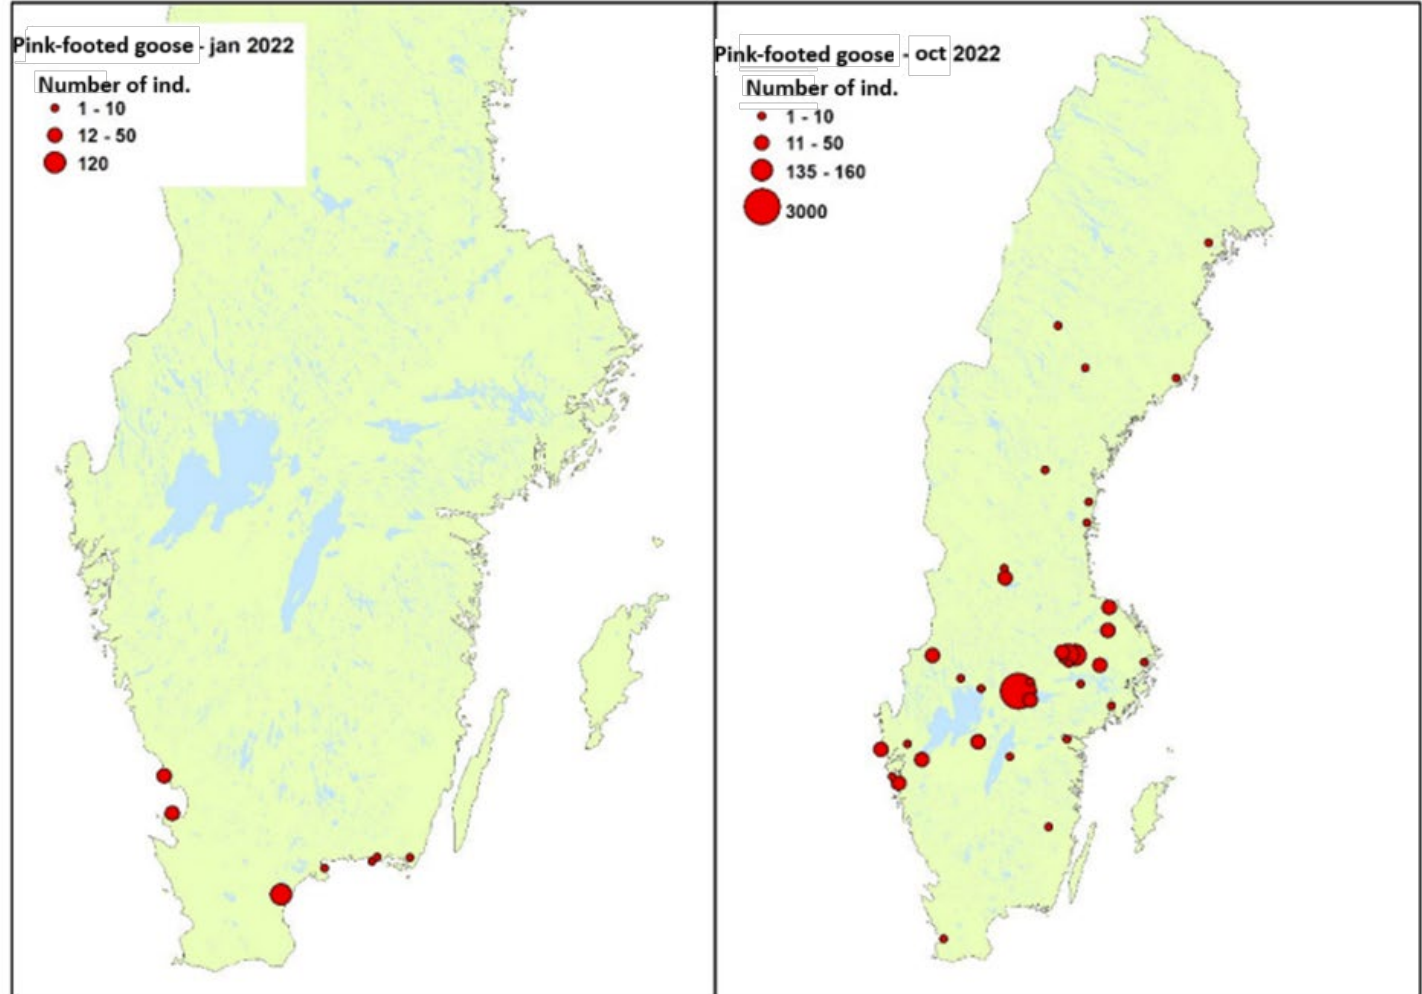 Pink-footed goose - jan 2022
Number of ind.
1 - 10
12 - 50
120
Pink-footed goose - oct 2022
Number of ind.
1 - 10
11 - 50
135 - 160
3000